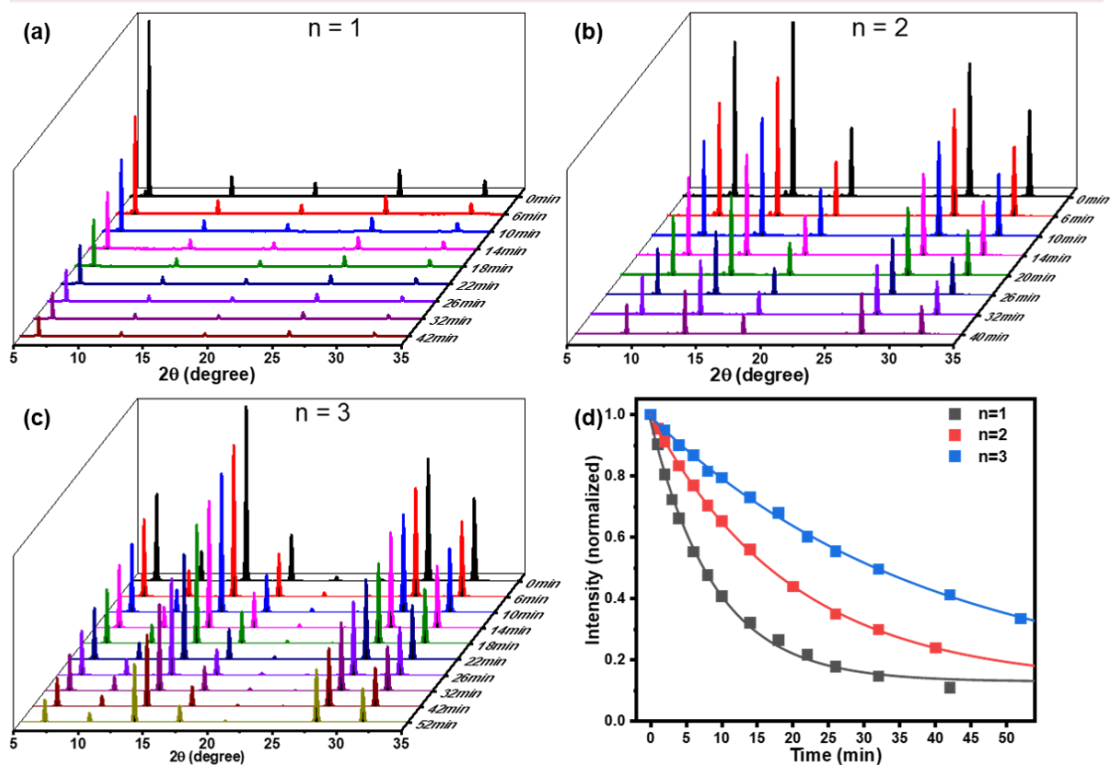 (a)
n = 1
0min
6min
10min
14min
18min
22min
26min
32min
42min
5 10 15 20 25 30 35
2θ (degree)
(b)
n = 2
0min
6min
10min
14min
20min
26min
32min
40min
5 10 15 20 25 30 35
2θ (degree)
(c)
n = 3
0min
6min
10min
14min
18min
22min
26min
32min
42min
52min
5 10 15 20 25 30 35
2θ (degree)
(d)
n=1
n=2
n=3
1.0
0.8
0.6
0.4
0.2
0.0
Intensity (normalized)
0 5 10 15 20 25 30 35 40 45 50
Time (min)